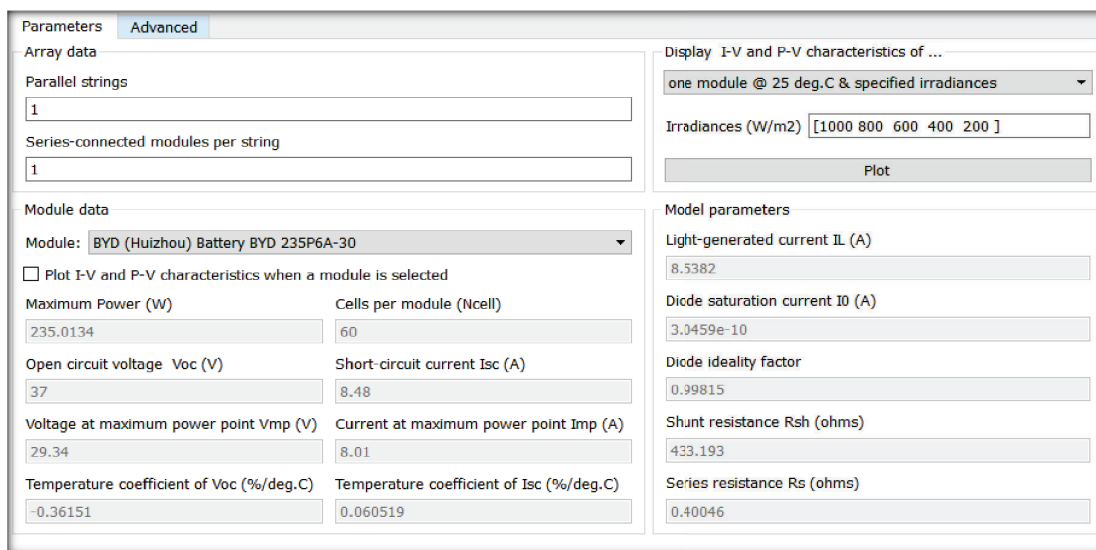 Parameters
Advanced
Array data
Parallel strings
1
Series-connected modules per string
1
Display I-V and P-V characteristics of ...
one module @ 25 deg.C & specified irradiances
Irradiances (W/m2) [1000 800 600 400 200 ]
Plot
Module data
Module: BYD (Huizhou) Battery BYD 235P6A-30
Plot I-V and P-V characteristics when a module is selected
Maximum Power (W)
Cells per module (Ncell)
235.0134
60
Open circuit voltage Voc (V)
Short-circuit current Isc (A)
37
8.48
Voltage at maximum power point Vmp (V)
Current at maximum power point Imp (A)
29.34
8.01
Temperature coefficient of Voc (%/deg.C)
Temperature coefficient of Isc (%/deg.C)
-0.36151
0.060519
Model parameters
Light-generated current IL (A)
8.5382
Diode saturation current I0 (A)
3.0459e-10
Diode ideality factor
0.99815
Shunt resistance Rsh (ohms)
433.193
Series resistance Rs (ohms)
0.40046